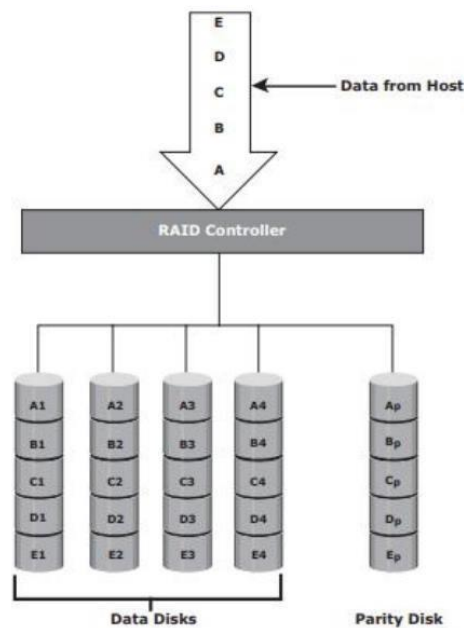 E
D
C
B
A
Data from Host
RAID Controller
A1 A2 A3 A4 Ap
B1 B2 B3 B4 Bp
C1 C2 C3 C4 Cp
D1 D2 D3 D4 Dp
E1 E2 E3 E4 Ep
Data Disks Parity Disk